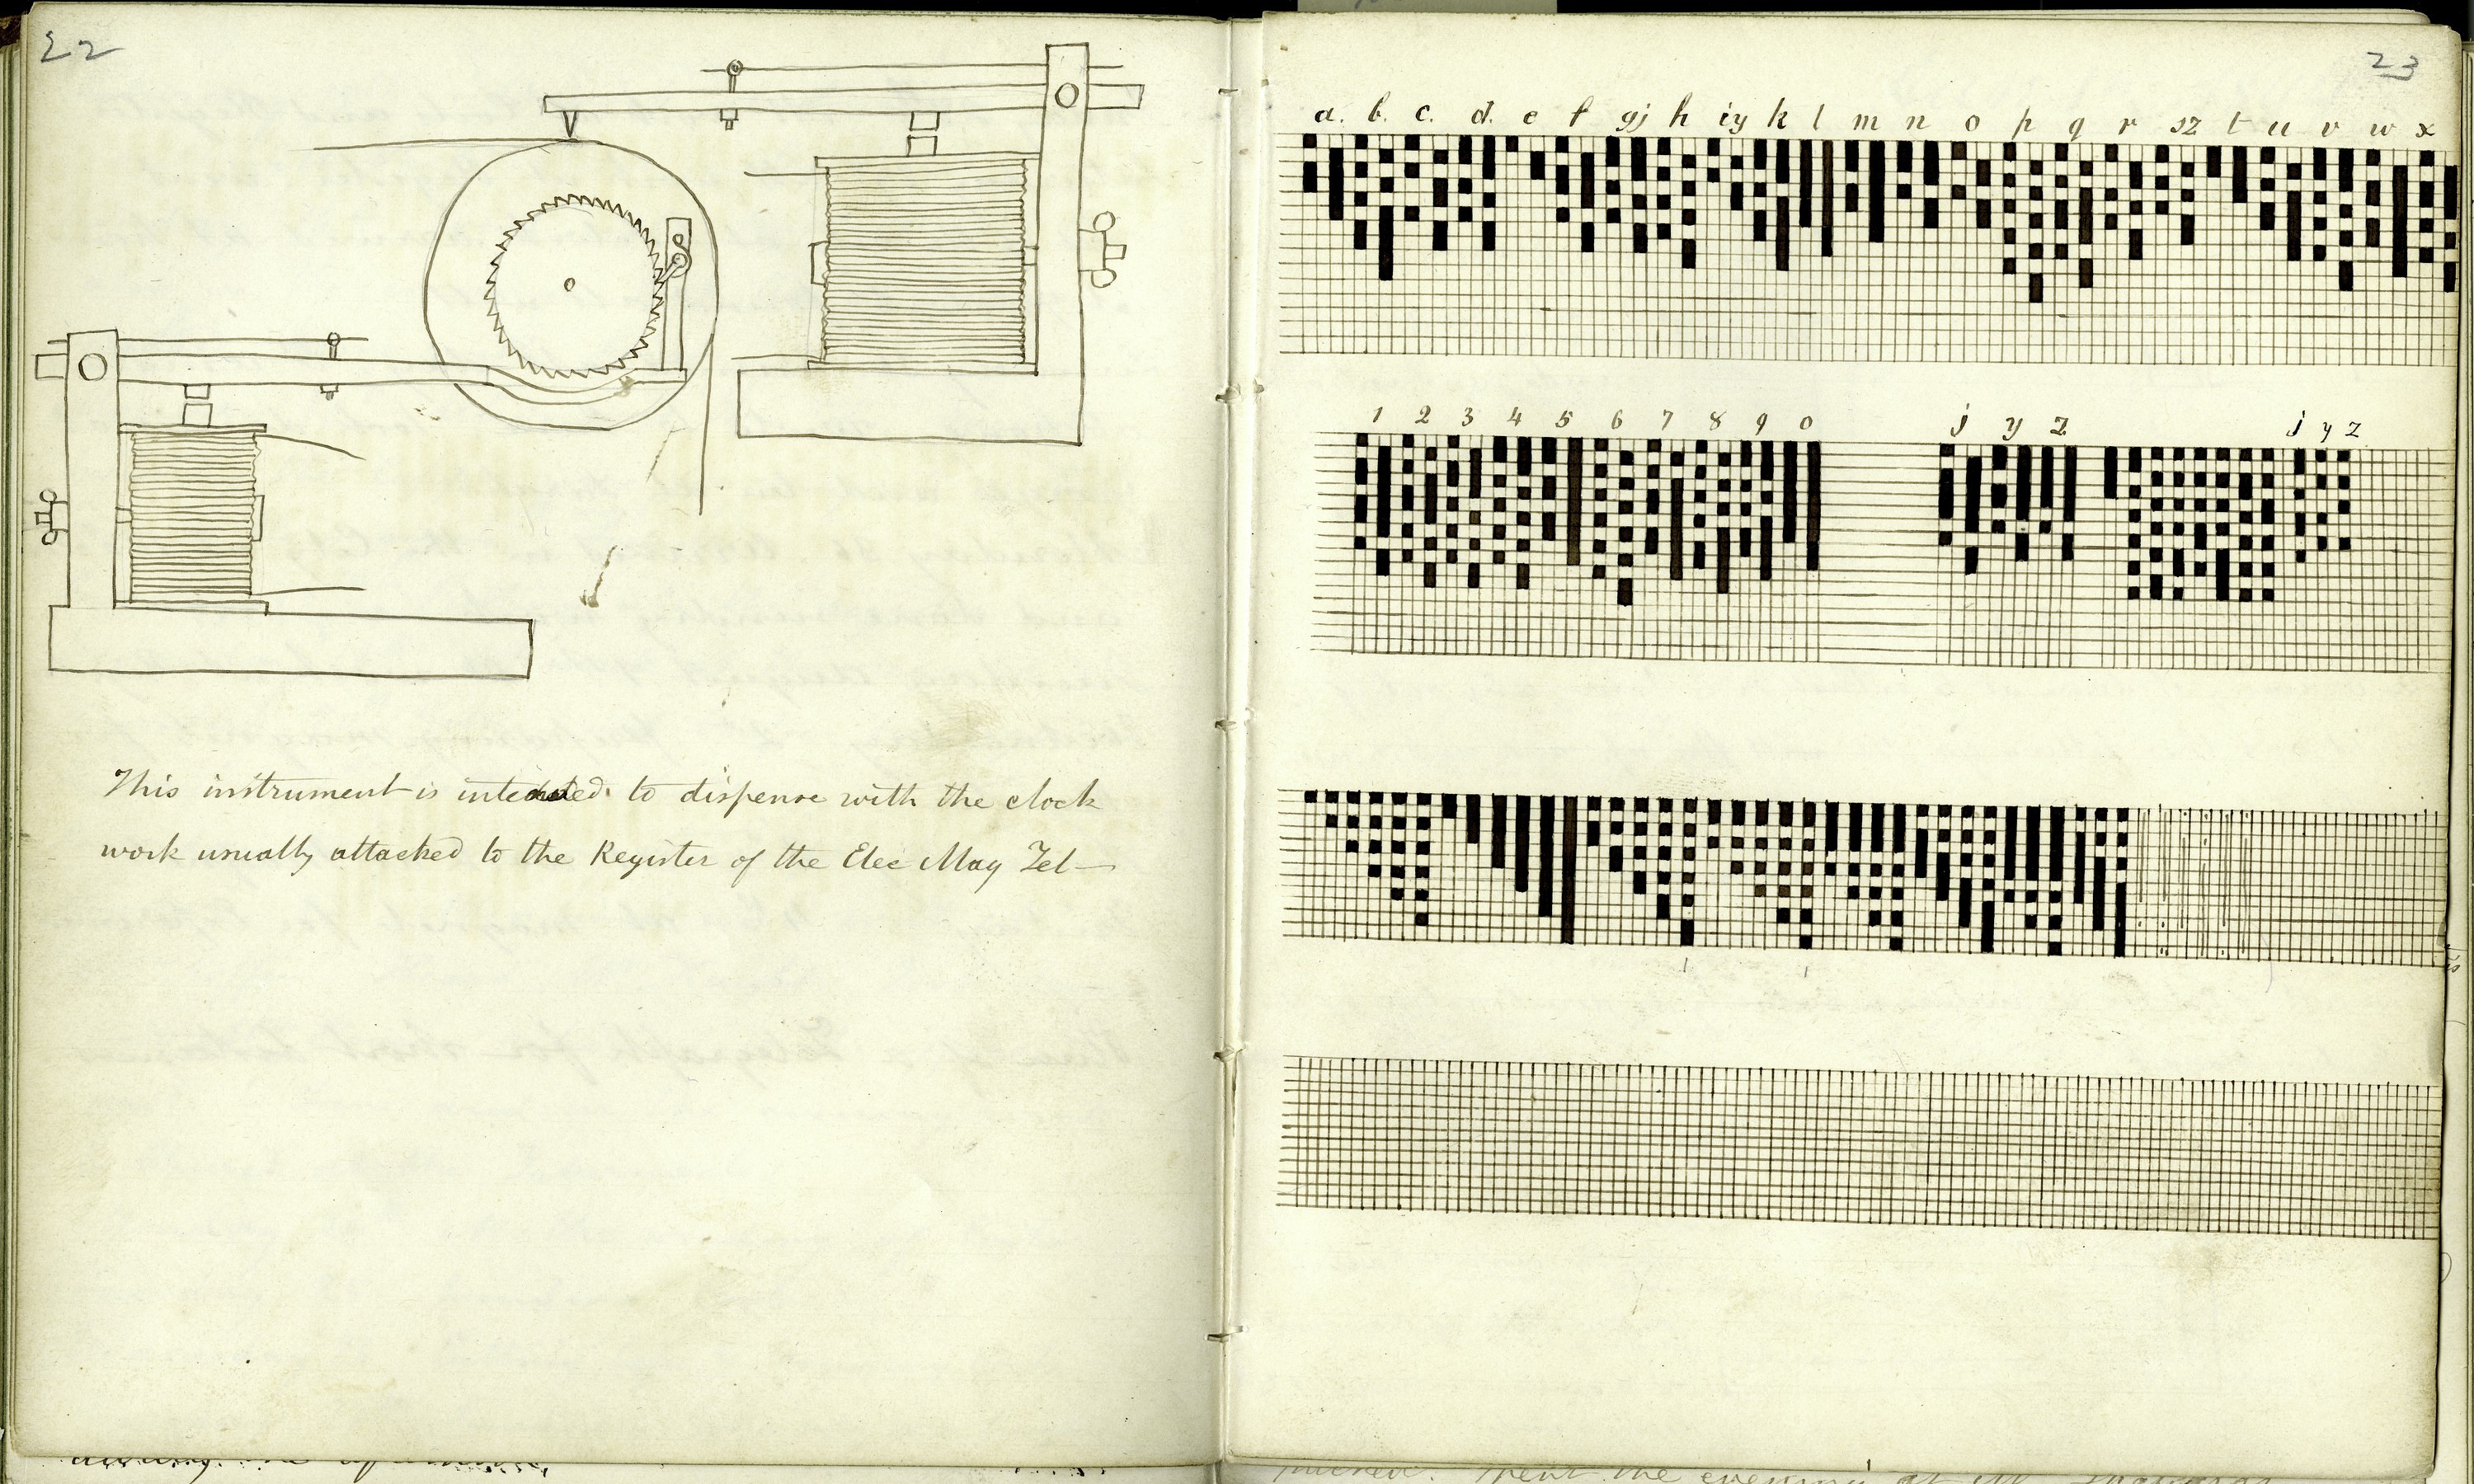 22
This instrument is intended to dispense with the clock
work usually attached to the Register of the Elec Mag Tel—
23
a. b. c. d. e f gj h iy k l m n o p q r sz t u v w x
1 2 3 4 5 6 7 8 9 0 j y z j y z